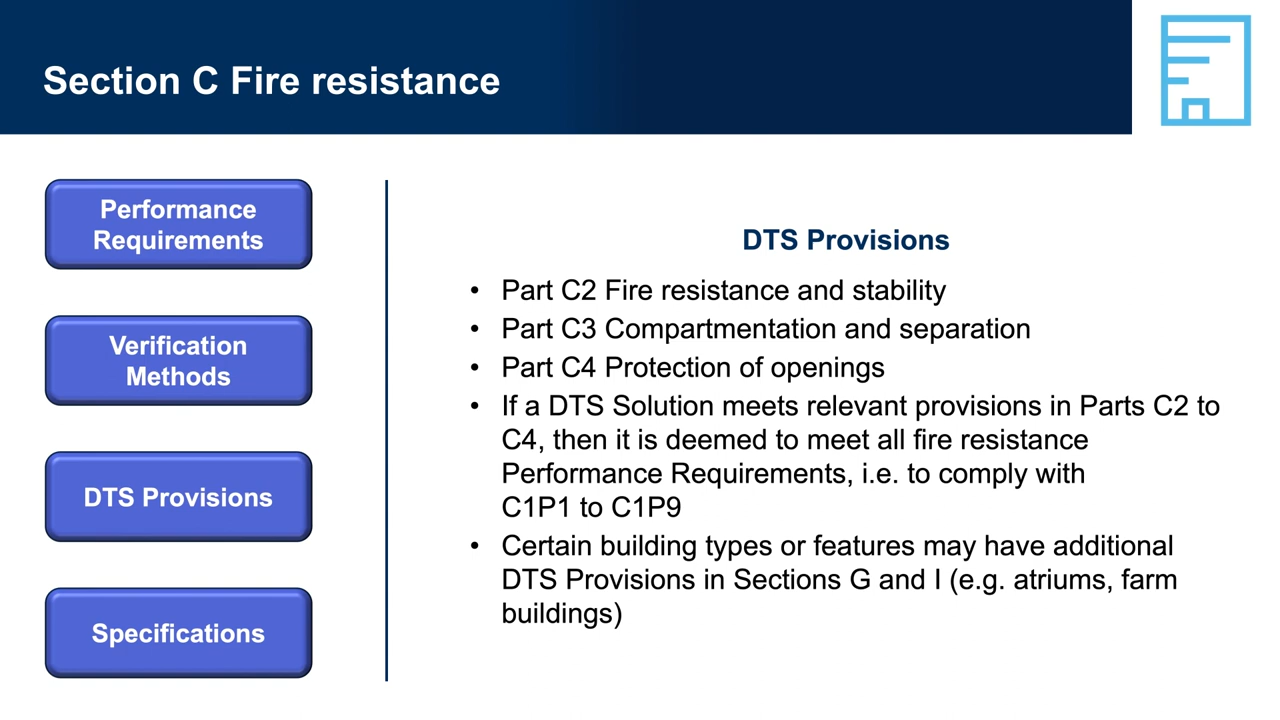 Section C Fire resistance
Performance
Requirements
Verification
Methods
DTS Provisions
Specifications
DTS Provisions
• Part C2 Fire resistance and stability
• Part C3 Compartmentation and separation
• Part C4 Protection of openings
• If a DTS Solution meets relevant provisions in Parts C2 to
C4, then it is deemed to meet all fire resistance
Performance Requirements, i.e. to comply with
C1P1 to C1P9
• Certain building types or features may have additional
DTS Provisions in Sections G and I (e.g. atriums, farm
buildings)